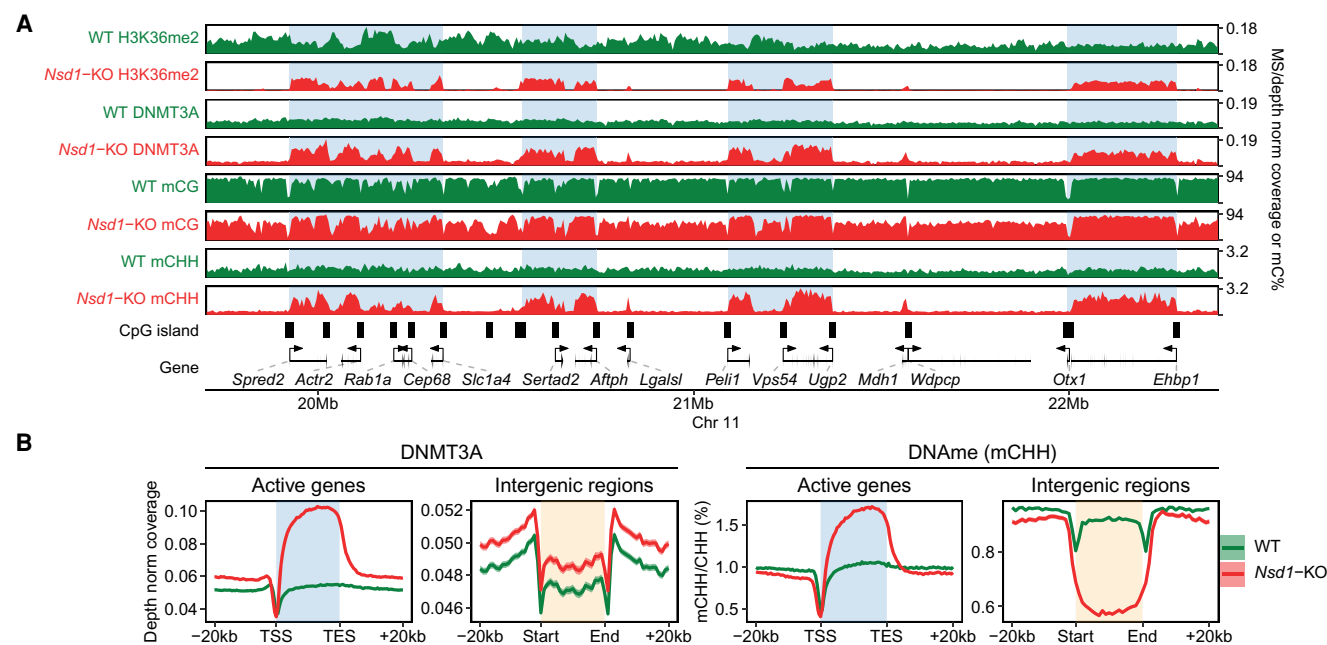 A
WT H3K36me2
0.18
Nsd1−KO H3K36me2
0.18
WT DNMT3A
0.19
Nsd1−KO DNMT3A
0.19
WT mCG
94
Nsd1−KO mCG
94
WT mCHH
3.2
Nsd1−KO mCHH
3.2
MS/depth norm coverage or mC%
CpG island
Gene
Spred2 Actr2 Rab1a Cep68 Slc1a4 Sertad2 Aftph Lgalsl Peli1 Vps54 Ugp2 Mdh1 Wdpcp Otx1 Ehbp1
20Mb 21Mb 22Mb
Chr 11
B
DNMT3A
DNAme (mCHH)
Active genes
Intergenic regions
Active genes
Intergenic regions
Depth norm coverage
0.10
0.08
0.06
0.04
−20kb TSS TES +20kb
0.052
0.050
0.048
0.046
−20kb Start End +20kb
mCHH/CHH (%)
1.5
1.0
0.5
−20kb TSS TES +20kb
0.8
0.6
−20kb Start End +20kb
WT
Nsd1−KO